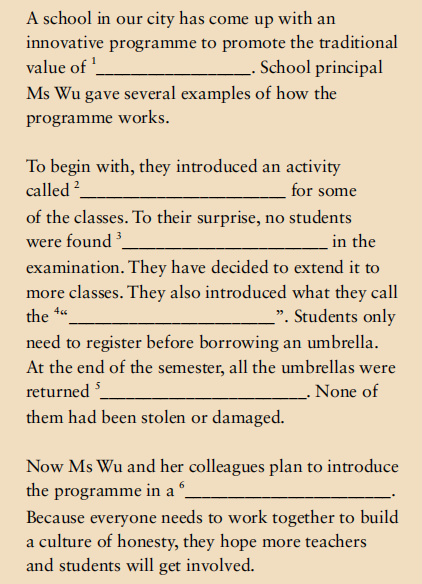 A school in our city has come up with an
innovative programme to promote the traditional
value of ¹___________________. School principal
Ms Wu gave several examples of how the
programme works.
To begin with, they introduced an activity
called ²_________________________ for some
of the classes. To their surprise, no students
were found ³_________________________ in the
examination. They have decided to extend it to
more classes. They also introduced what they call
the ⁴“_________________________”. Students only
need to register before borrowing an umbrella.
At the end of the semester, all the umbrellas were
returned ⁵_________________________. None of
them had been stolen or damaged.
Now Ms Wu and her colleagues plan to introduce
the programme in a ⁶_________________________.
Because everyone needs to work together to build
a culture of honesty, they hope more teachers
and students will get involved.